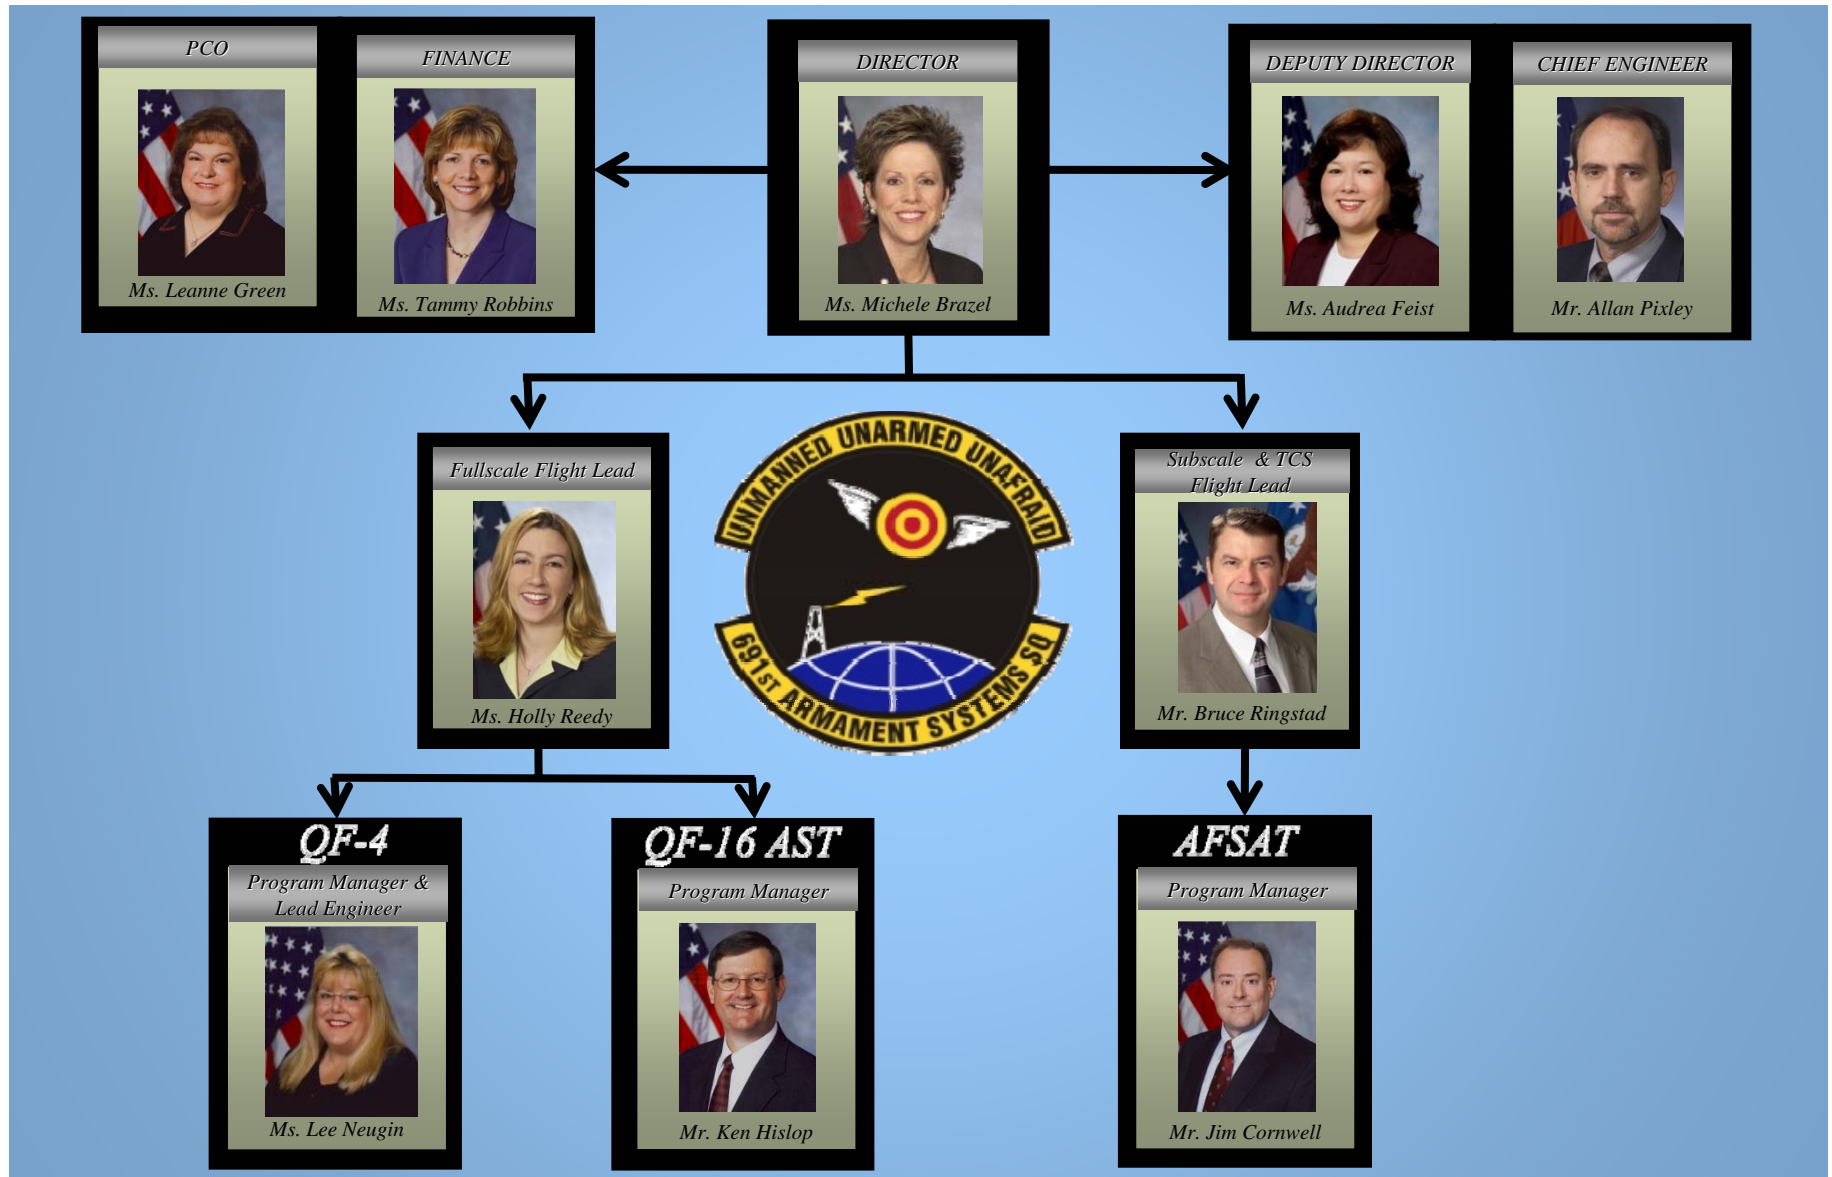 PCO
Ms. Leanne Green
FINANCE
Ms. Tammy Robbins
DIRECTOR
Ms. Michele Brazel
DEPUTY DIRECTOR
Ms. Audrea Feist
CHIEF ENGINEER
Mr. Allan Pixley
Fullscale Flight Lead
Ms. Holly Reedy
UNMANNED UNARMED UNAFRAID
691ST ARMAMENT SYSTEMS SQ
Subscale & TCS
Flight Lead
Mr. Bruce Ringstad
QF-4
Program Manager &
Lead Engineer
Ms. Lee Neugin
QF-16 AST
Program Manager
Mr. Ken Hislop
AFSAT
Program Manager
Mr. Jim Cornwell